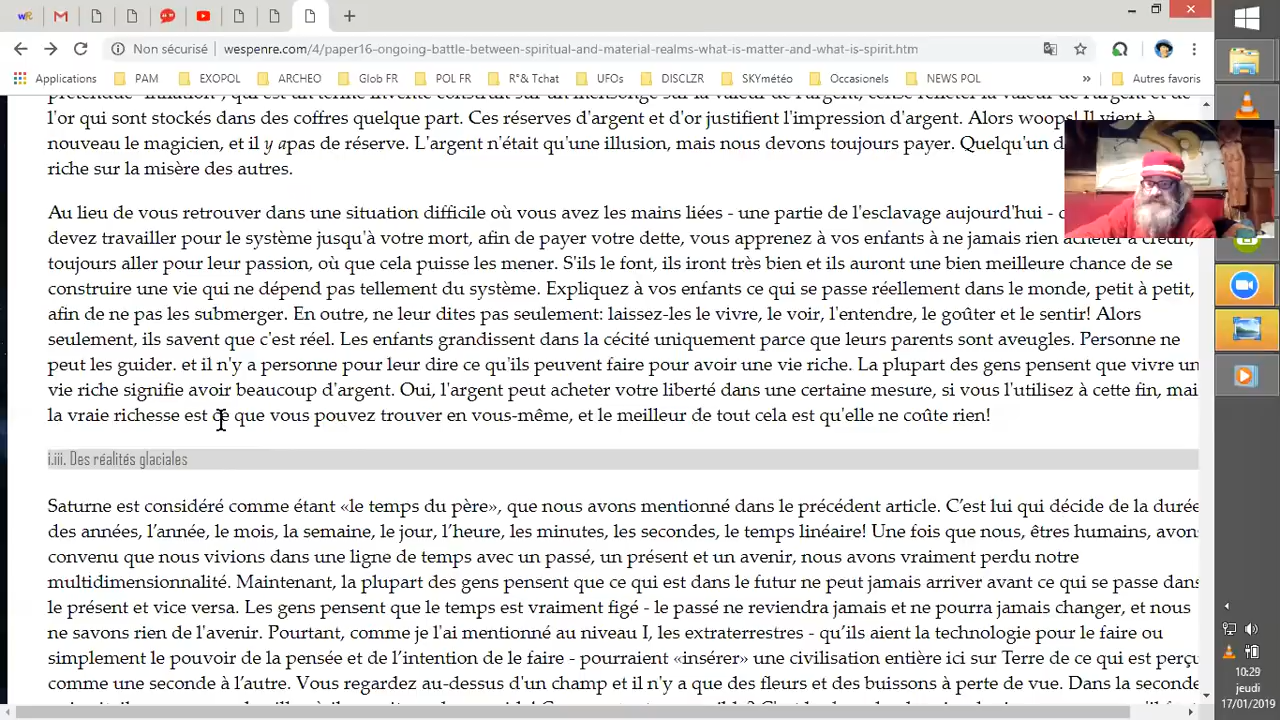 Non sécurisé
wespenre.com/4/paper16-ongoing-battle-between-spiritual-and-material-realms-what-is-matter-and-what-is-spirit.htm
Applications PAM EXOPOL ARCHEO Glob FR POL FR R°& Tchat UFOs DISCLZR SKYmétéo Occasionels NEWS POL » Autres favoris
l'or qui sont stockés dans des coffres quelque part. Ces réserves d'argent et d'or justifient l'impression d'argent. Alors woops! Il vient à
nouveau le magicien, et il y apas de réserve. L'argent n'était qu'une illusion, mais nous devons toujours payer. Quelqu'un
riche sur la misère des autres.
Au lieu de vous retrouver dans une situation difficile où vous avez les mains liées - une partie de l'esclavage aujourd'hui -
devez travailler pour le système jusqu'à votre mort, afin de payer votre dette, vous apprenez à vos enfants à ne jamais rien acheter à crédit,
toujours aller pour leur passion, où que cela puisse les mener. S'ils le font, ils iront très bien et ils auront une bien meilleure chance de se
construire une vie qui ne dépend pas tellement du système. Expliquez à vos enfants ce qui se passe réellement dans le monde, petit à petit,
afin de ne pas les submerger. En outre, ne leur dites pas seulement: laissez-les le vivre, le voir, l'entendre, le goûter et le sentir! Alors
seulement, ils savent que c'est réel. Les enfants grandissent dans la cécité uniquement parce que leurs parents sont aveugles. Personne ne
peut les guider. et il n'y a personne pour leur dire ce qu'ils peuvent faire pour avoir une vie riche. La plupart des gens pensent que vivre un
vie riche signifie avoir beaucoup d'argent. Oui, l'argent peut acheter votre liberté dans une certaine mesure, si vous l'utilisez à cette fin, mai
la vraie richesse est ce que vous pouvez trouver en vous-même, et le meilleur de tout cela est qu'elle ne coûte rien!
i.iii. Des réalités glaciales
Saturne est considéré comme étant «le temps du père», que nous avons mentionné dans le précédent article. C’est lui qui décide de la durée
des années, l’année, le mois, la semaine, le jour, l’heure, les minutes, les secondes, le temps linéaire! Une fois que nous, êtres humains, avon
convenu que nous vivions dans une ligne de temps avec un passé, un présent et un avenir, nous avons vraiment perdu notre
multidimensionnalité. Maintenant, la plupart des gens pensent que ce qui est dans le futur ne peut jamais arriver avant ce qui se passe dans
le présent et vice versa. Les gens pensent que le temps est vraiment figé - le passé ne reviendra jamais et ne pourra jamais changer, et nous
ne savons rien de l'avenir. Pourtant, comme je l'ai mentionné au niveau I, les extraterrestres - qu’ils aient la technologie pour le faire ou
simplement le pouvoir de la pensée et de l’intention de le faire - pourraient «insérer» une civilisation entière ici sur Terre de ce qui est perçu
comme une seconde à l’autre. Vous regardez au-dessus d'un champ et il n'y a que des fleurs et des buissons à perte de vue. Dans la seconde
10:29
jeudi
17/01/2019